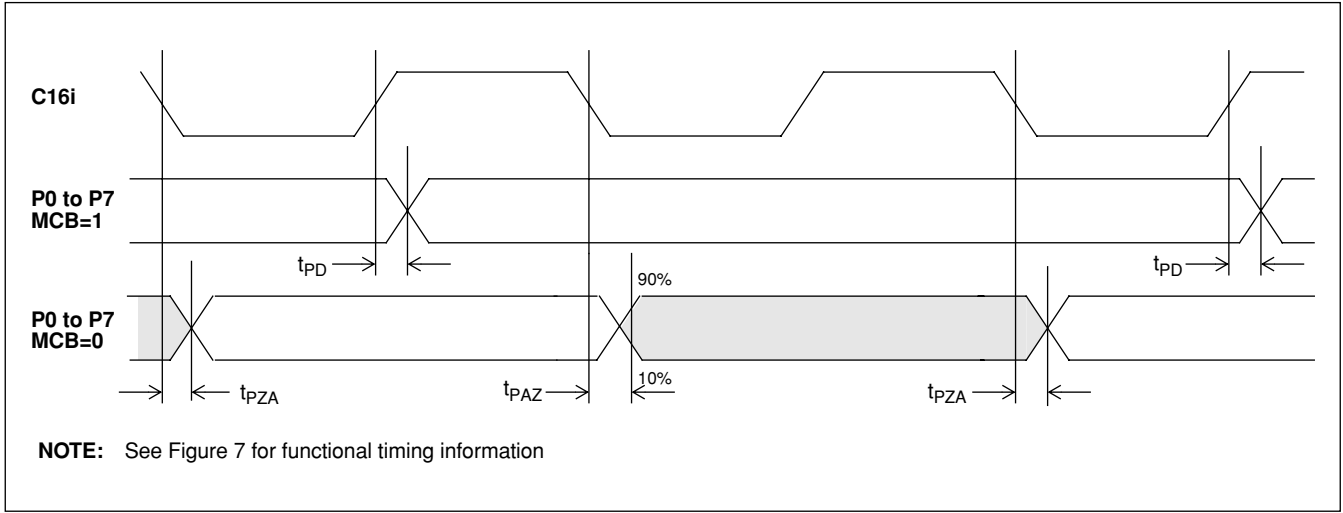 C16i
P0 to P7
MCB=1
tPD
tPD
90%
P0 to P7
MCB=0
10%
tPZA
tPAZ
tPZA
NOTE: See Figure 7 for functional timing information